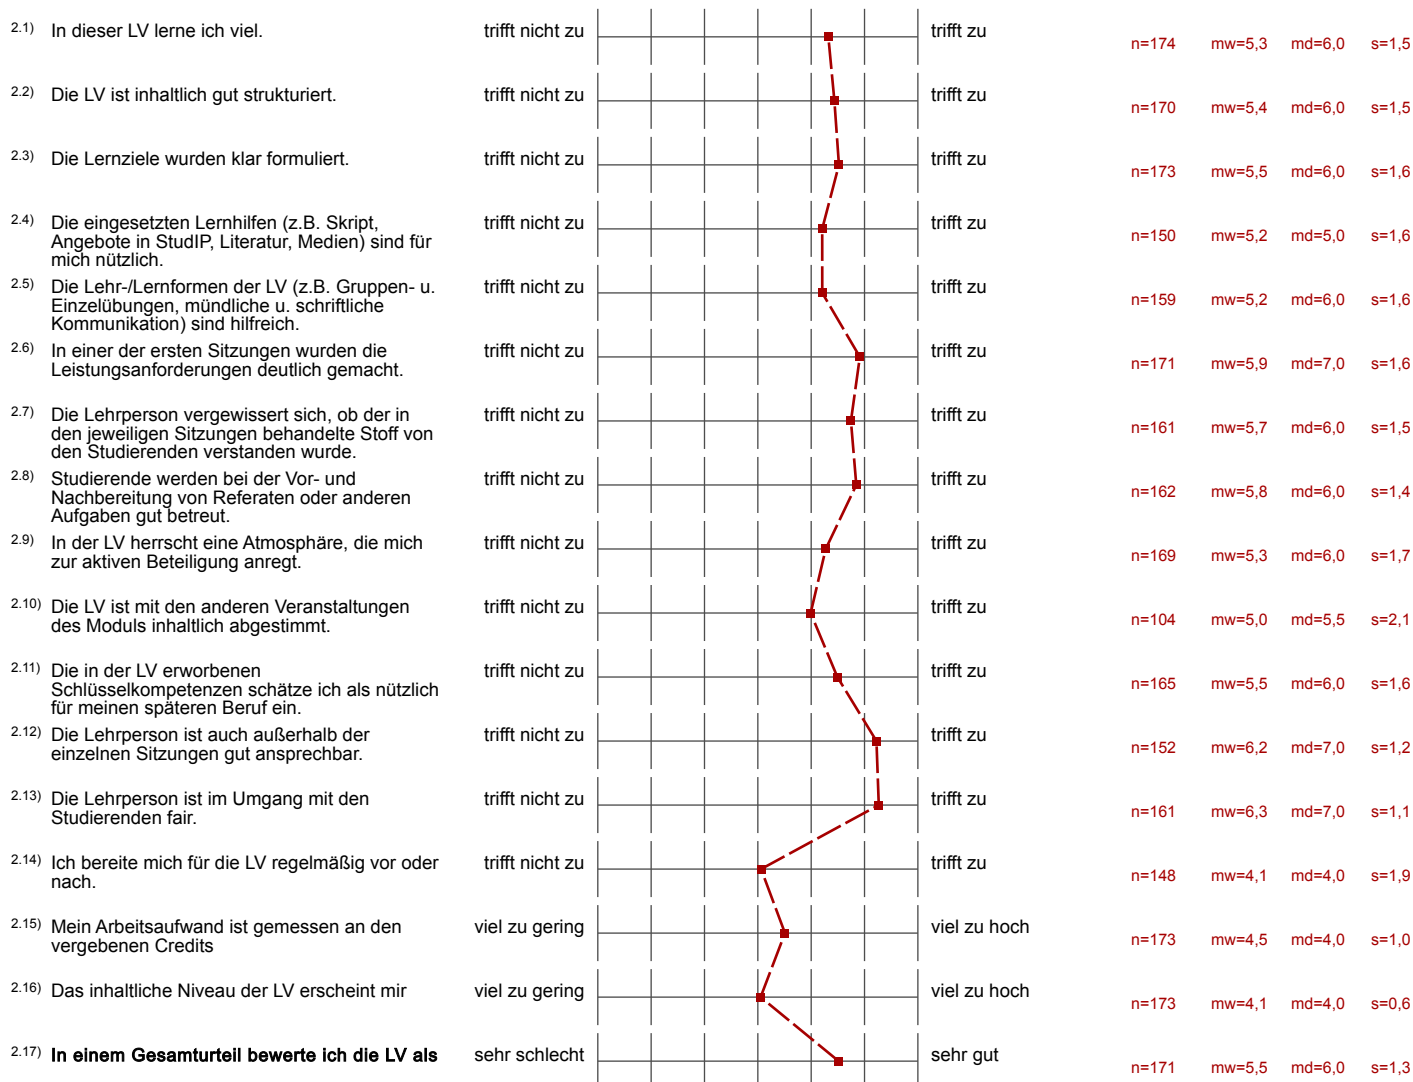 2.1) In dieser LV lerne ich viel. trifft nicht zu trifft zu n=174 mw=5,3 md=6,0 s=1,5
2.2) Die LV ist inhaltlich gut strukturiert. trifft nicht zu trifft zu n=170 mw=5,4 md=6,0 s=1,5
2.3) Die Lernziele wurden klar formuliert. trifft nicht zu trifft zu n=173 mw=5,5 md=6,0 s=1,6
2.4) Die eingesetzten Lernhilfen (z.B. Skript, trifft nicht zu trifft zu
Angebote in StudIP, Literatur, Medien) sind für n=150 mw=5,2 md=5,0 s=1,6
mich nützlich.
2.5) Die Lehr-/Lernformen der LV (z.B. Gruppen- u. trifft nicht zu trifft zu
Einzelübungen, mündliche u. schriftliche n=159 mw=5,2 md=6,0 s=1,6
Kommunikation) sind hilfreich.
2.6) In einer der ersten Sitzungen wurden die trifft nicht zu trifft zu
Leistungsanforderungen deutlich gemacht. n=171 mw=5,9 md=7,0 s=1,6
2.7) Die Lehrperson vergewissert sich, ob der in trifft nicht zu trifft zu
den jeweiligen Sitzungen behandelte Stoff von n=161 mw=5,7 md=6,0 s=1,5
den Studierenden verstanden wurde.
2.8) Studierende werden bei der Vor- und trifft nicht zu trifft zu
Nachbereitung von Referaten oder anderen n=162 mw=5,8 md=6,0 s=1,4
Aufgaben gut betreut.
2.9) In der LV herrscht eine Atmosphäre, die mich trifft nicht zu trifft zu
zur aktiven Beteiligung anregt. n=169 mw=5,3 md=6,0 s=1,7
2.10) Die LV ist mit den anderen Veranstaltungen trifft nicht zu trifft zu
des Moduls inhaltlich abgestimmt. n=104 mw=5,0 md=5,5 s=2,1
2.11) Die in der LV erworbenen trifft nicht zu trifft zu
Schlüsselkompetenzen schätze ich als nützlich n=165 mw=5,5 md=6,0 s=1,6
für meinen späteren Beruf ein.
2.12) Die Lehrperson ist auch außerhalb der trifft nicht zu trifft zu
einzelnen Sitzungen gut ansprechbar. n=152 mw=6,2 md=7,0 s=1,2
2.13) Die Lehrperson ist im Umgang mit den trifft nicht zu trifft zu
Studierenden fair. n=161 mw=6,3 md=7,0 s=1,1
2.14) Ich bereite mich für die LV regelmäßig vor oder trifft nicht zu trifft zu
nach. n=148 mw=4,1 md=4,0 s=1,9
2.15) Mein Arbeitsaufwand ist gemessen an den viel zu gering viel zu hoch
vergebenen Credits n=173 mw=4,5 md=4,0 s=1,0
2.16) Das inhaltliche Niveau der LV erscheint mir viel zu gering viel zu hoch n=173 mw=4,1 md=4,0 s=0,6
2.17) In einem Gesamturteil bewerte ich die LV als sehr schlecht sehr gut n=171 mw=5,5 md=6,0 s=1,3